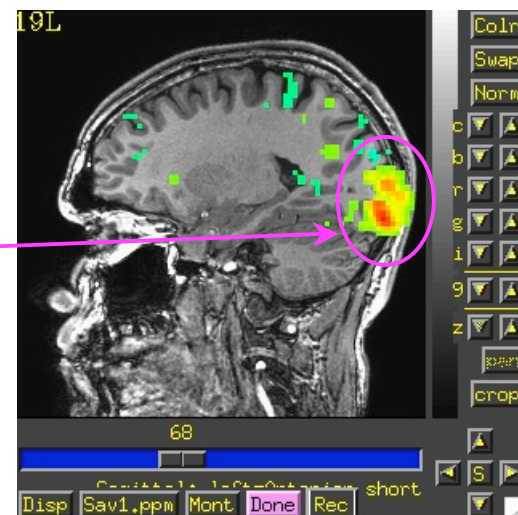 19L
Colr
Swap
Norm
c
b
r
g
i
9
z
crop
68
short
S
Disp Sav1.ppm Mont Done Rec